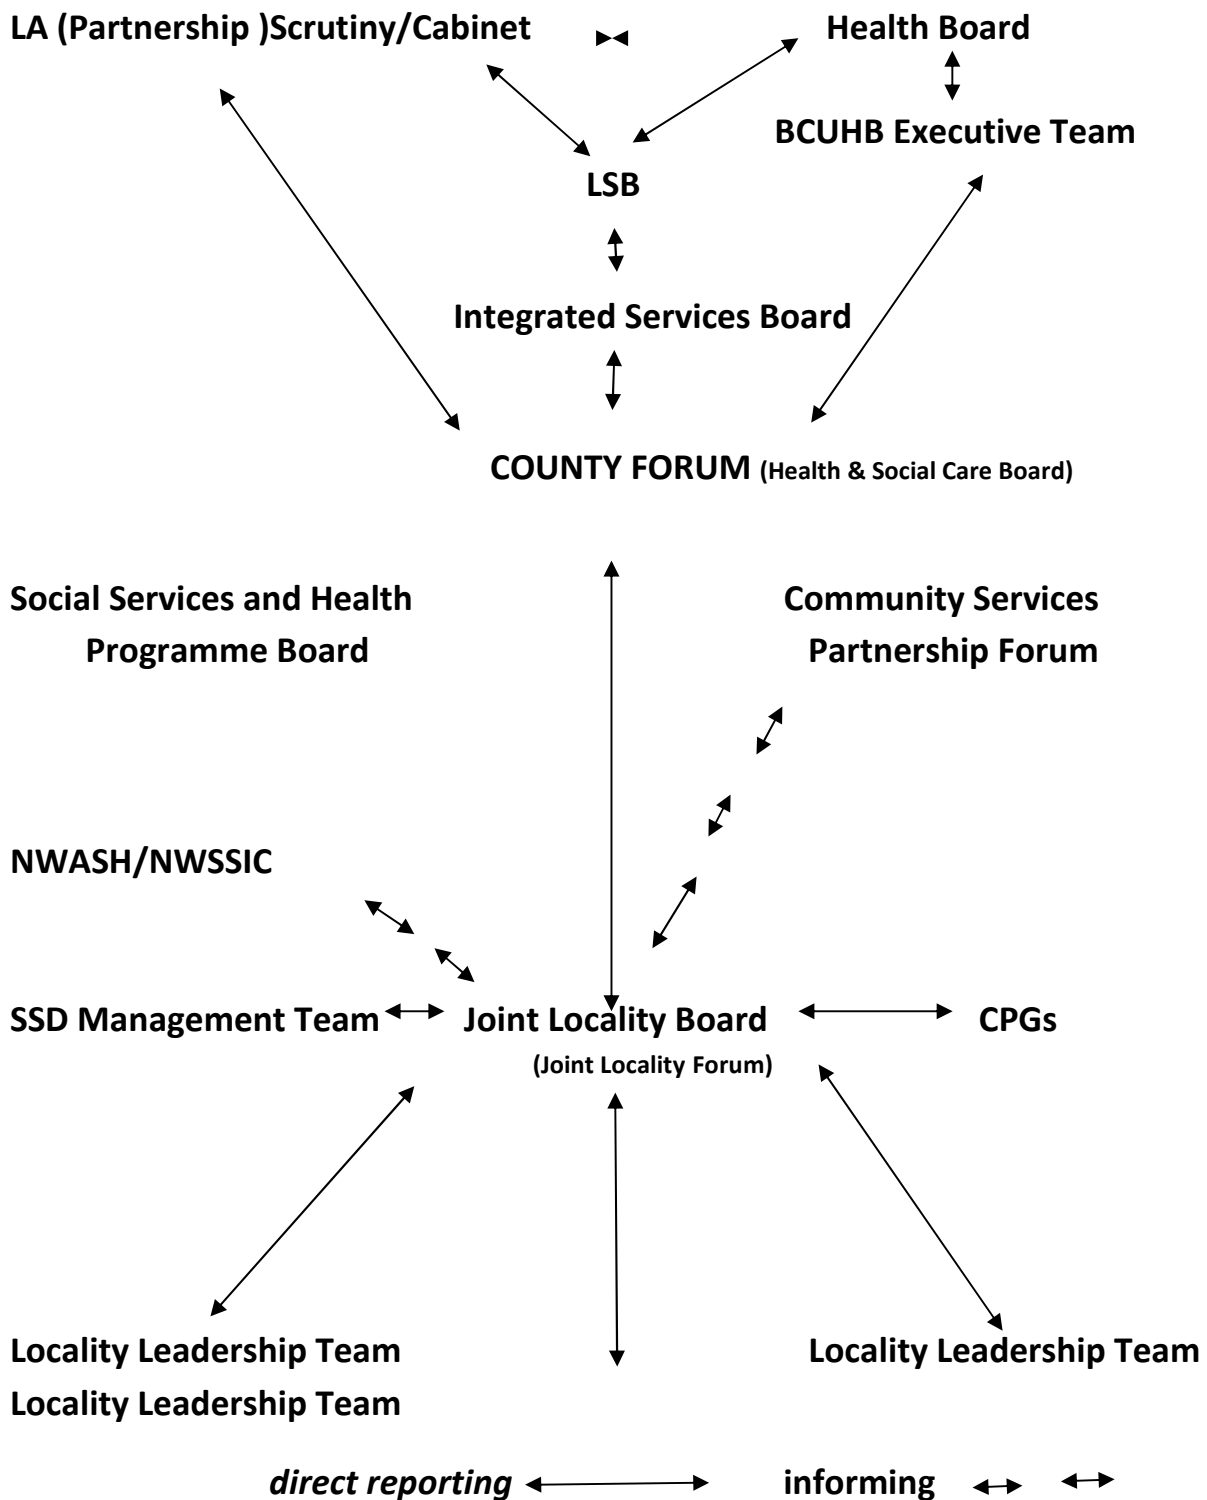 LA (Partnership )Scrutiny/Cabinet Health Board
BCUHB Executive Team
LSB
Integrated Services Board
COUNTY FORUM (Health & Social Care Board)
Social Services and Health Community Services
Programme Board Partnership Forum
NWASH/NWSSIC
SSD Management Team Joint Locality Board CPGs
(Joint Locality Forum)
Locality Leadership Team Locality Leadership Team
Locality Leadership Team
direct reporting informing